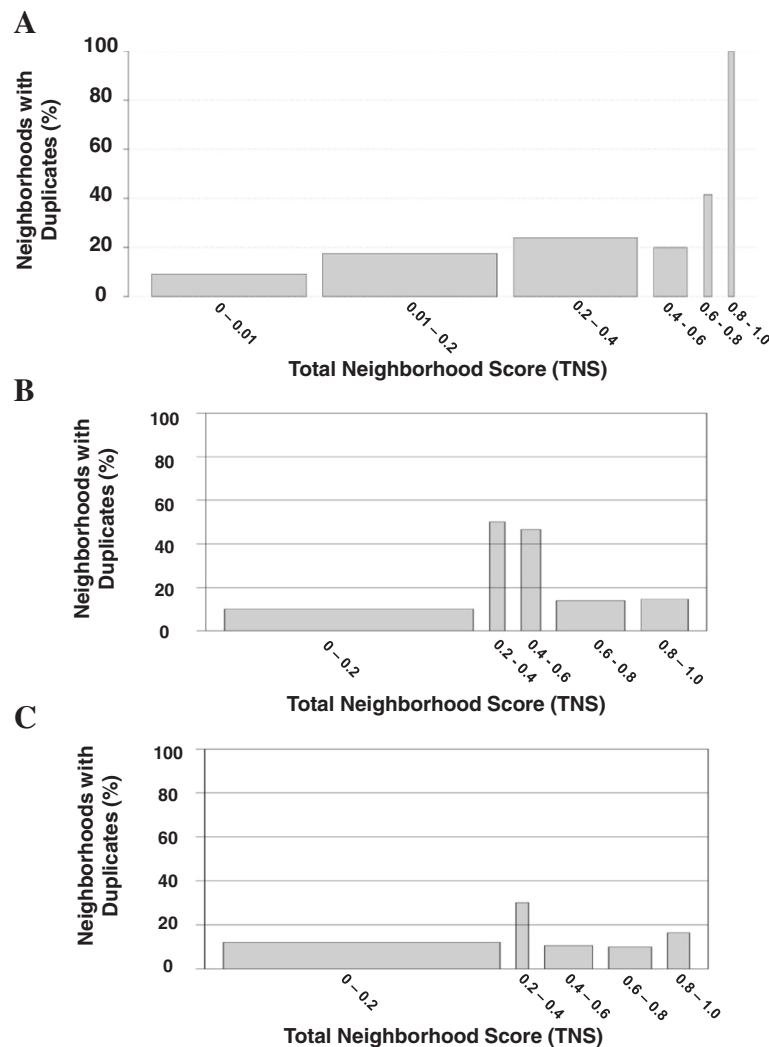 A
Neighborhoods with
Duplicates (%)
100
80
60
40
20
0
0 – 0.01
0.01 – 0.2
0.2 – 0.4
0.4 - 0.6
0.6 – 0.8
0.8 - 1.0
Total Neighborhood Score (TNS)
B
Neighborhoods with
Duplicates (%)
100
80
60
40
20
0
0 – 0.2
0.2 - 0.4
0.4 - 0.6
0.6 - 0.8
0.8 – 1.0
Total Neighborhood Score (TNS)
C
Neighborhoods with
Duplicates (%)
100
80
60
40
20
0
0 – 0.2
0.2 – 0.4
0.4 – 0.6
0.6 – 0.8
0.8 – 1.0
Total Neighborhood Score (TNS)